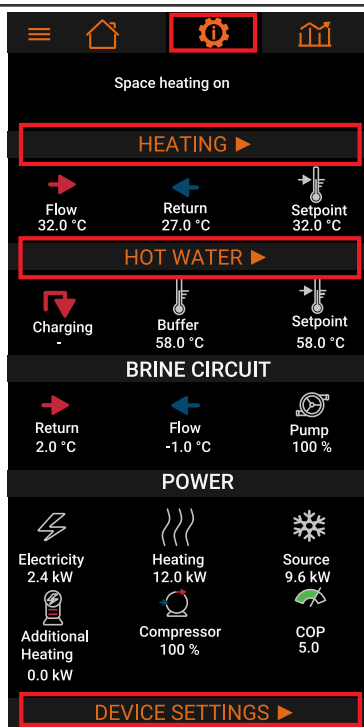 Space heating on
HEATING ►
Flow Return Setpoint
32.0 °C 27.0 °C 32.0 °C
HOT WATER ►
Charging Buffer Setpoint
- 58.0 °C 58.0 °C
BRINE CIRCUIT
Return Flow Pump
2.0 °C -1.0 °C 100 %
POWER
Electricity Heating Source
2.4 kW 12.0 kW 9.6 kW
Additional Heating Compressor COP
0.0 kW 100 % 5.0
DEVICE SETTINGS ►